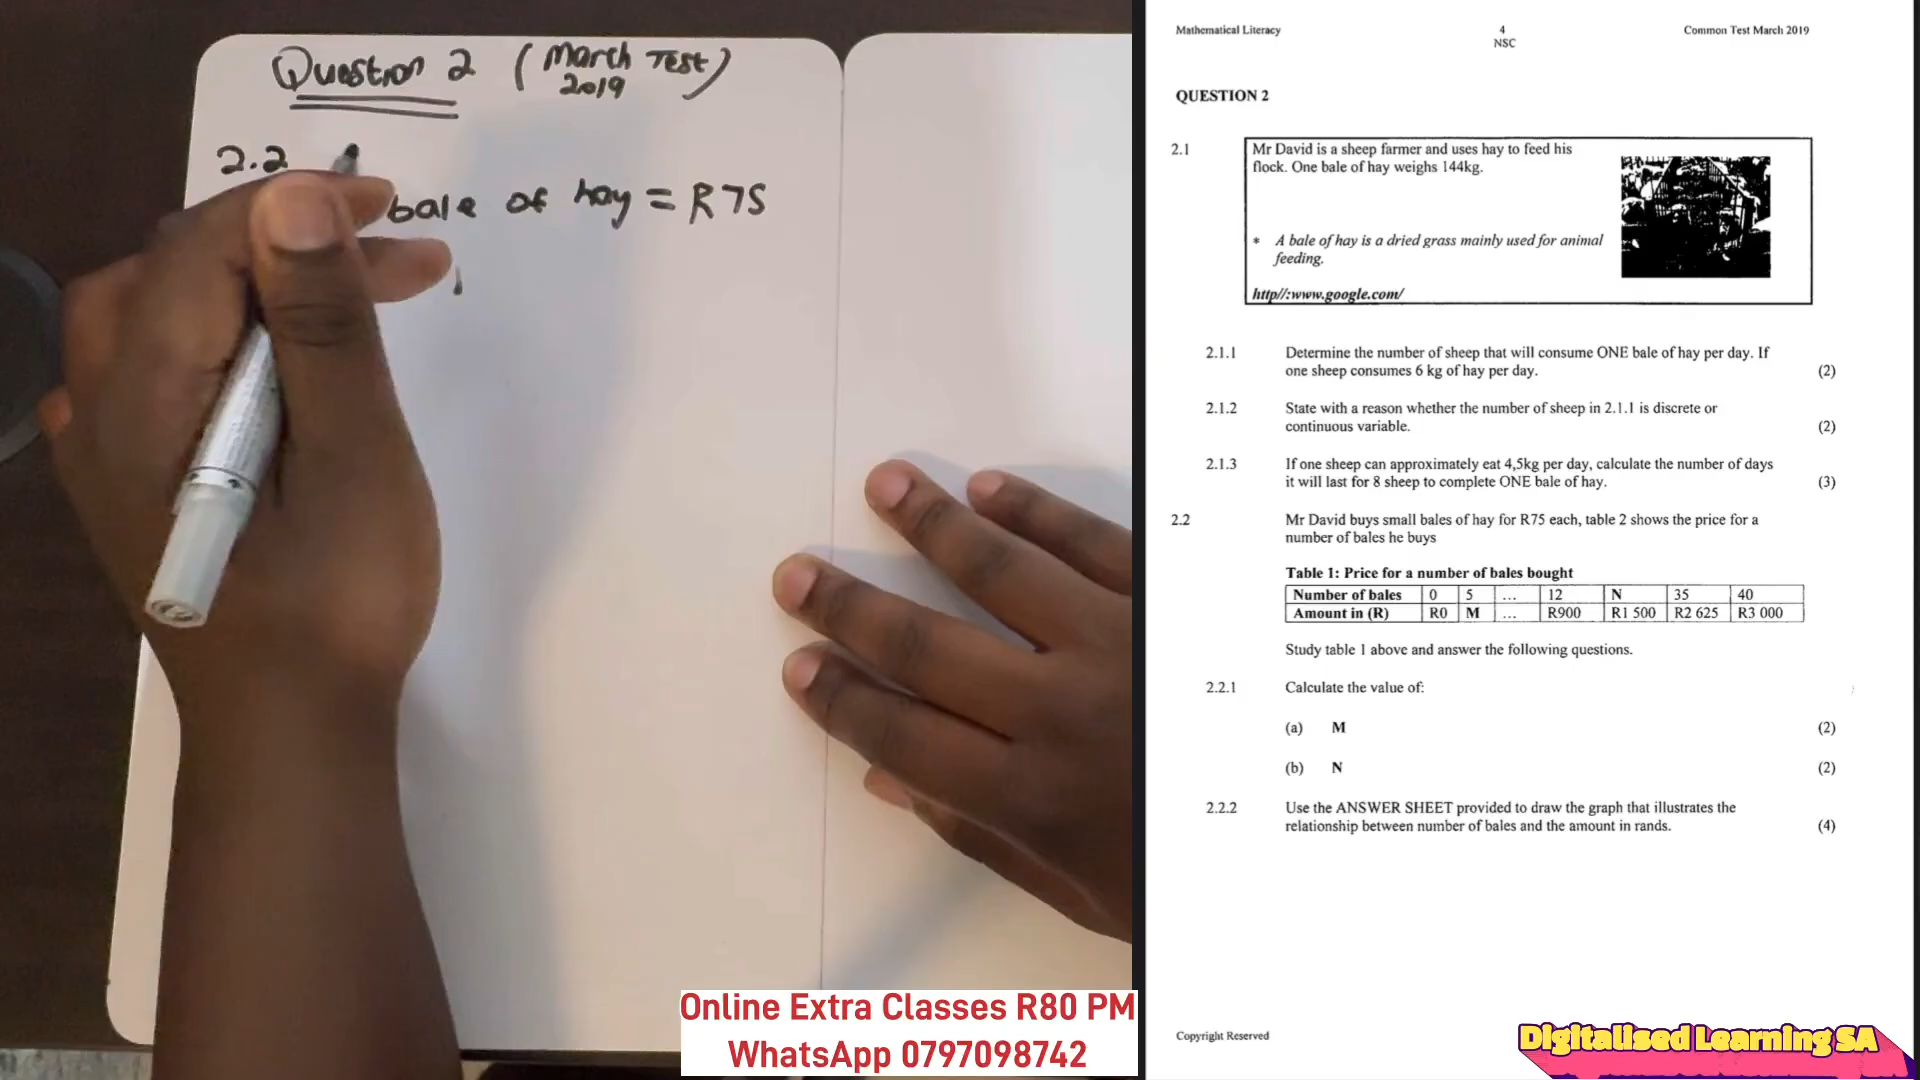 Question 2 (March Test)
2019
2.2
bale of hay = R75
Online Extra Classes R80 PM
WhatsApp 0797098742
Mathematical Literacy
4
NSC
Common Test March 2019
QUESTION 2
2.1
Mr David is a sheep farmer and uses hay to feed his
flock. One bale of hay weighs 144kg.
* A bale of hay is a dried grass mainly used for animal
feeding.
http//:www.google.com/
2.1.1 Determine the number of sheep that will consume ONE bale of hay per day. If
one sheep consumes 6 kg of hay per day. (2)
2.1.2 State with a reason whether the number of sheep in 2.1.1 is discrete or
continuous variable. (2)
2.1.3 If one sheep can approximately eat 4,5kg per day, calculate the number of days
it will last for 8 sheep to complete ONE bale of hay. (3)
2.2 Mr David buys small bales of hay for R75 each, table 2 shows the price for a
number of bales he buys
Table 1: Price for a number of bales bought
Number of bales 0 5 ... 12 N 35 40
Amount in (R) R0 M ... R900 R1 500 R2 625 R3 000
Study table 1 above and answer the following questions.
2.2.1 Calculate the value of:
(a) M (2)
(b) N (2)
2.2.2 Use the ANSWER SHEET provided to draw the graph that illustrates the
relationship between number of bales and the amount in rands. (4)
Copyright Reserved
Digitalised Learning SA